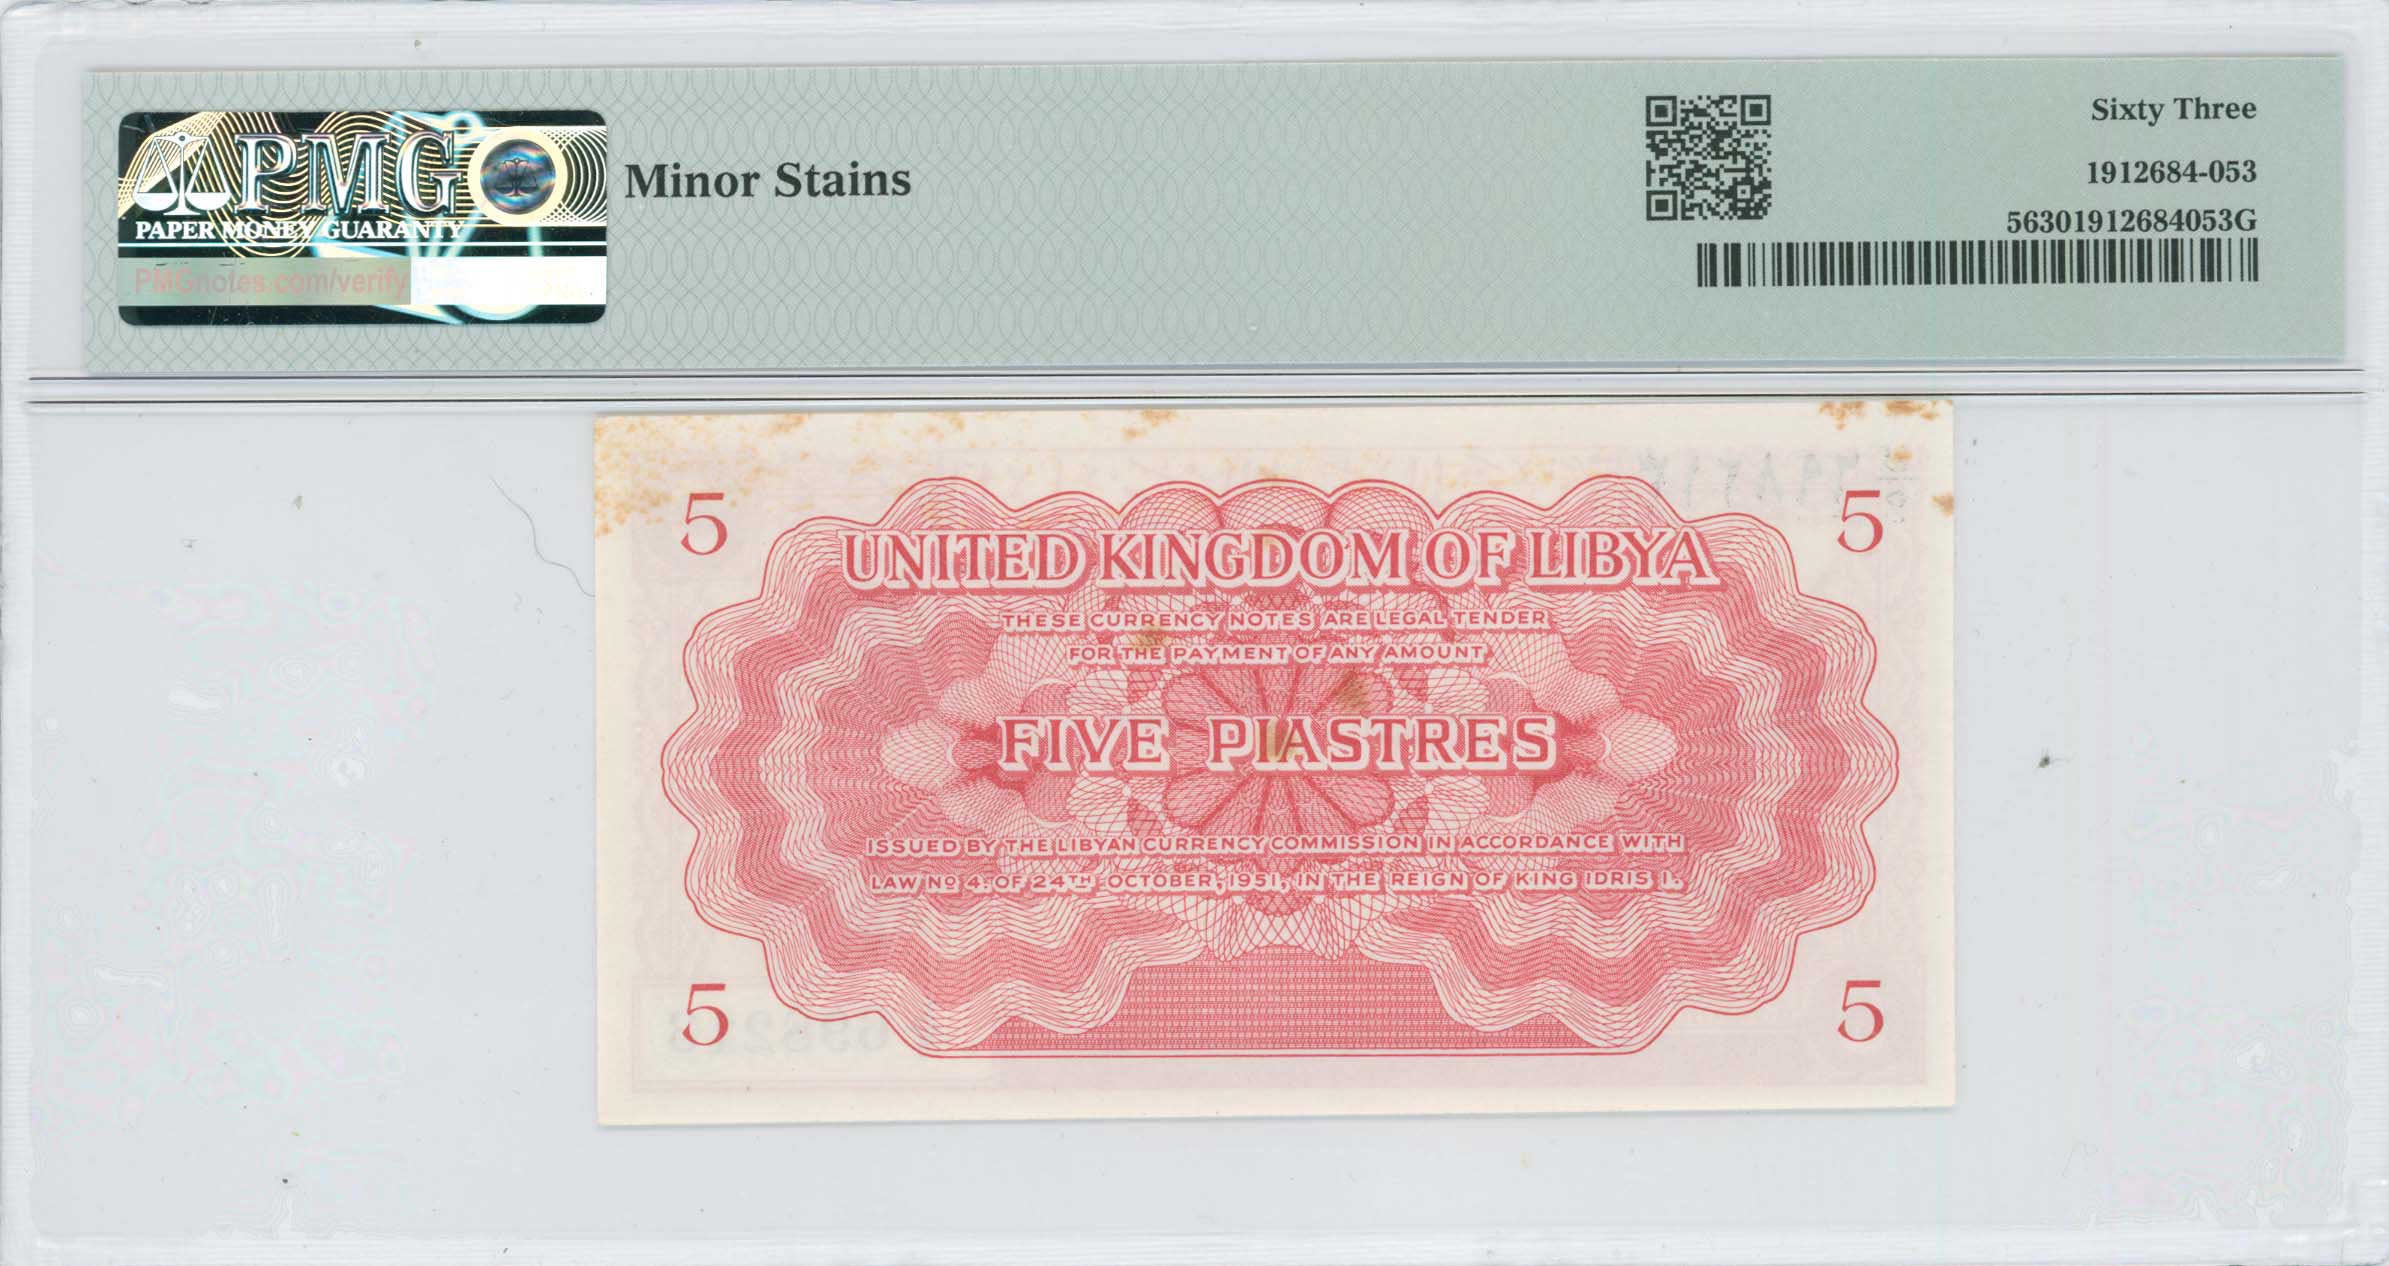 PMG
PAPER MONEY GUARANTY
PMGnotes.com/verify
Minor Stains
Sixty Three
1912684-053
56301912684053G
5
5
UNITED KINGDOM OF LIBYA
THESE CURRENCY NOTES ARE LEGAL TENDER
FOR THE PAYMENT OF ANY AMOUNT
FIVE PIASTRES
ISSUED BY THE LIBYAN CURRENCY COMMISSION IN ACCORDANCE WITH
LAW Nº 4. OF 24TH OCTOBER, 1951, IN THE REIGN OF KING IDRIS I.
5
5